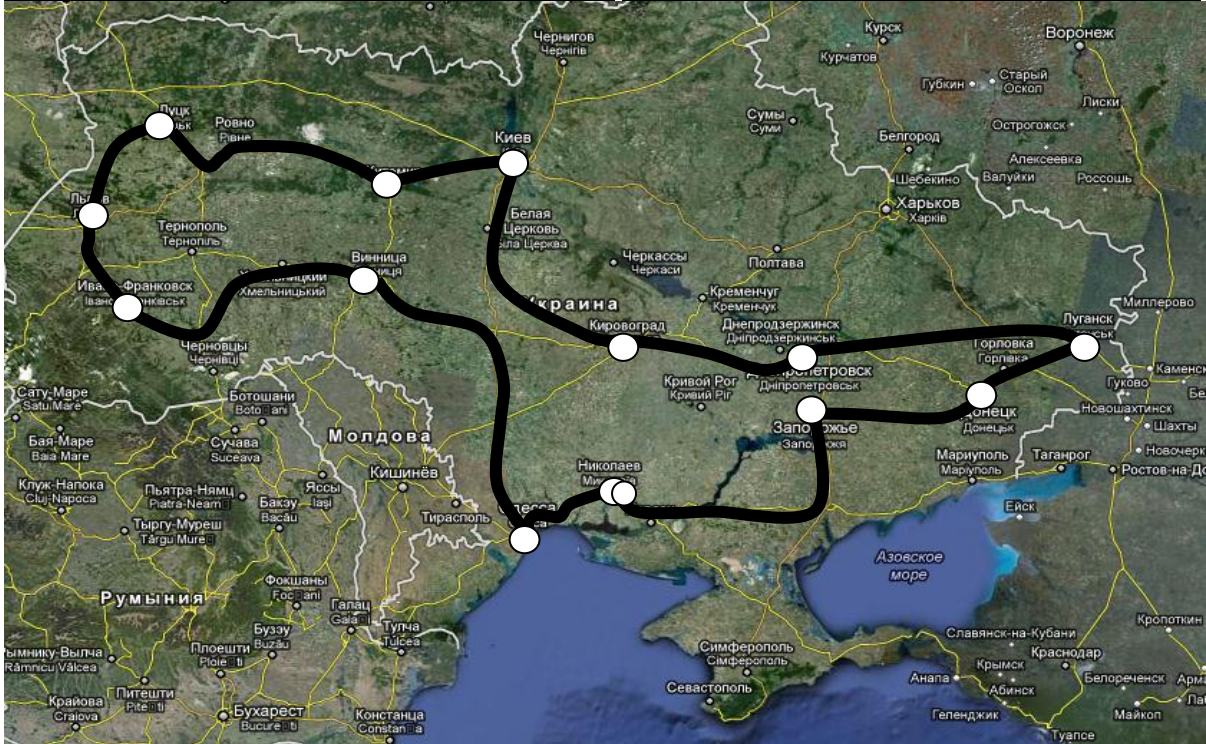 Чернигов
Чернігів
Курск
Курчатов
Воронеж
Губкин
Старый
Оскол
Лиски
Острогожск
Сумы
Суми
Белгород
Алексеевка
Шебекино
Валуйки
Россошь
Ровно
Рівне
Киев
Харьков
Харків
Белая
Церковь
Біла Церква
Тернополь
Тернопіль
Черкассы
Черкаси
Полтава
Винница
Ивано-Франковск
Хмельницкий
Хмельницький
Украина
Кременчуг
Кременчук
Кировоград
Днепродзержинск
Дніпродзержинськ
Миллерово
Луганск
Горловка
Горлівка
Черновцы
Чернівці
Днепропетровск
Дніпропетровськ
Кривой Рог
Кривий Ріг
Каменск
Гуково
Сату-Маре
Satu Mare
Ботошани
Запорожье
Запоріжжя
Донецк
Донецьк
Новошахтинск
Шахты
Бая-Маре
Baia Mare
Сучава
Suceava
Молдова
Мариуполь
Маріуполь
Таганрог
Новочерк
Ростов-на-До
Клуж-Напока
Cluj-Napoca
Пьятра-Нямц
Яссы
Iași
Кишинёв
Николаев
Тирасполь
Бакэу
Bacău
Одесса
Ейск
Тыргу-Муреш
Азовское
море
Румыния
Фокшаны
Галац
Тулча
Tulcea
Бузэу
Buzău
Плоешти
Рымнику-Вылча
Râmnicu Vâlcea
Питешти
Крайова
Craiova
Бухарест
Констанца
Симферополь
Сімферополь
Севастополь
Славянск-на-Кубани
Кропоткин
Краснодар
Крымск
Анапа
Абинск
Белореченск
Геленджик
Майкоп
Туапсе